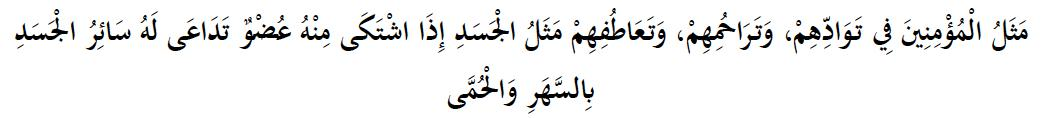 مَثَلُ الْمُؤْمِنِينَ فِي تَوَادِّهِمْ، وَتَرَاحُمِهِمْ، وَتَعَاطُفِهِمْ مَثَلُ الْجَسَدِ إِذَا اشْتَكَى مِنْهُ عُضْوٌ تَدَاعَى لَهُ سَائِرُ الْجَسَدِ
بِالسَّهَرِ وَالْحُمَّى